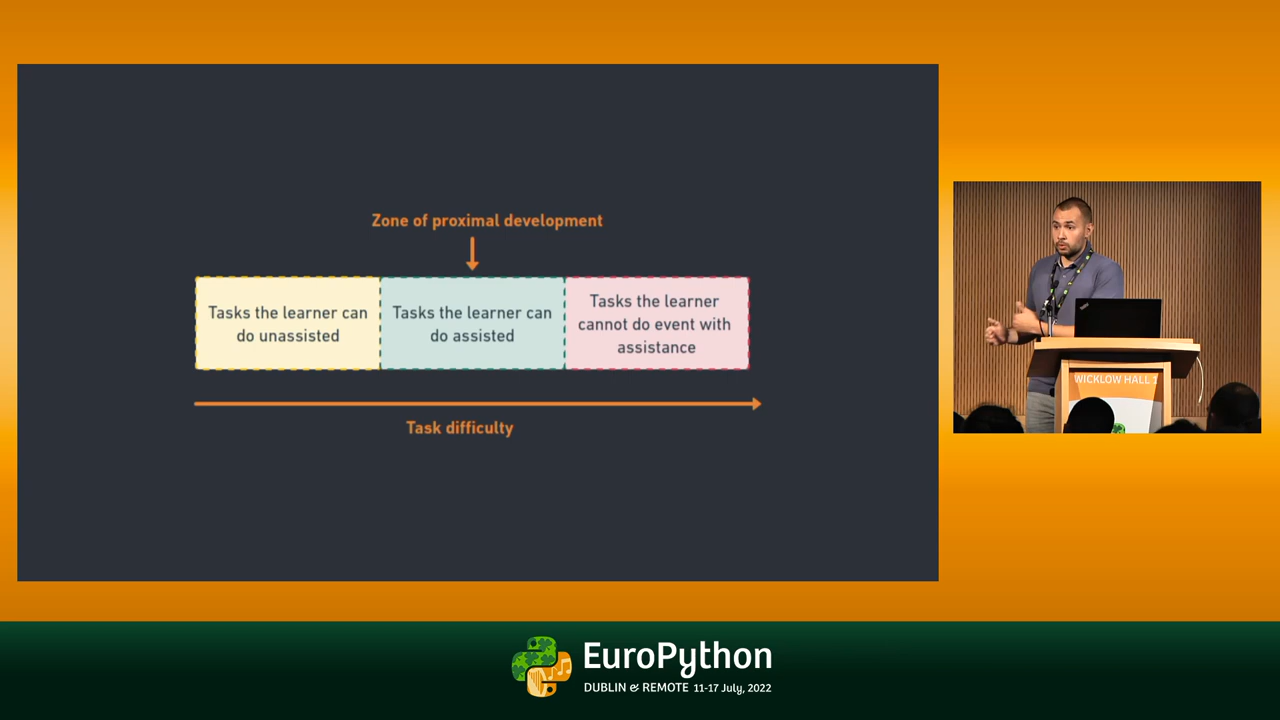 Zone of proximal development
Tasks the learner can
do unassisted
Tasks the learner can
do assisted
Tasks the learner
cannot do event with
assistance
Task difficulty
WICKLOW HALL 1
EuroPython
DUBLIN & REMOTE 11-17 July, 2022